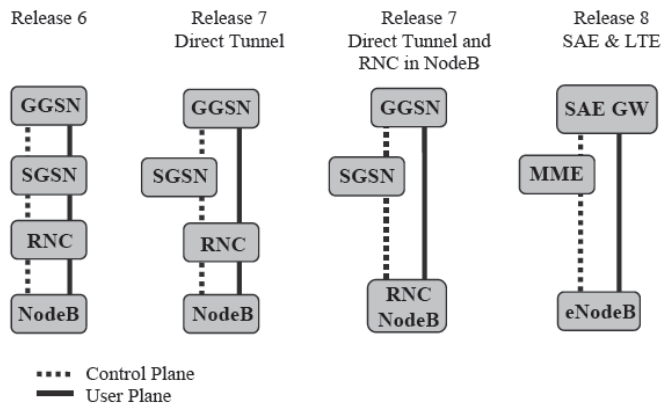 Release 6
Release 7
Direct Tunnel
Release 7
Direct Tunnel and
RNC in NodeB
Release 8
SAE & LTE
GGSN
SGSN
RNC
NodeB
GGSN
SGSN
RNC
NodeB
GGSN
SGSN
RNC
NodeB
SAE GW
MME
eNodeB
Control Plane
User Plane